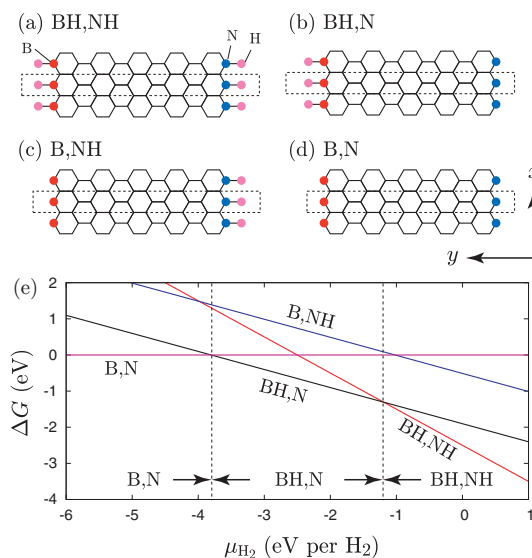 (a) BH,NH
(b) BH,N
B
N
H
(c) B,NH
(d) B,N
x
y
(e)
2
1
0
-1
-2
-3
-4
ΔG (eV)
B,NH
B,N
BH,N
BH,NH
B,N
BH,N
BH,NH
-6 -5 -4 -3 -2 -1 0 1
μH₂ (eV per H₂)